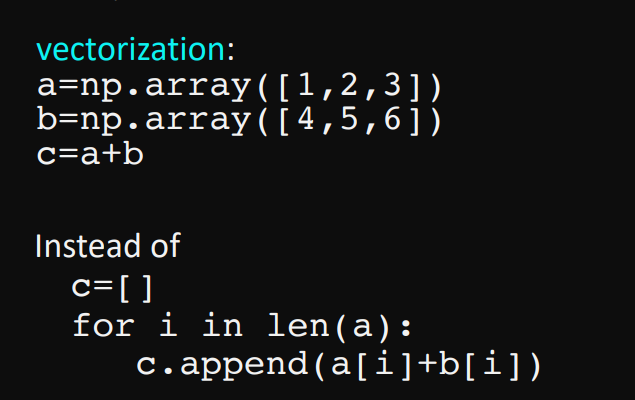 vectorization:
a=np.array([1,2,3])
b=np.array([4,5,6])
c=a+b
Instead of
c=[]
for i in len(a):
c.append(a[i]+b[i])